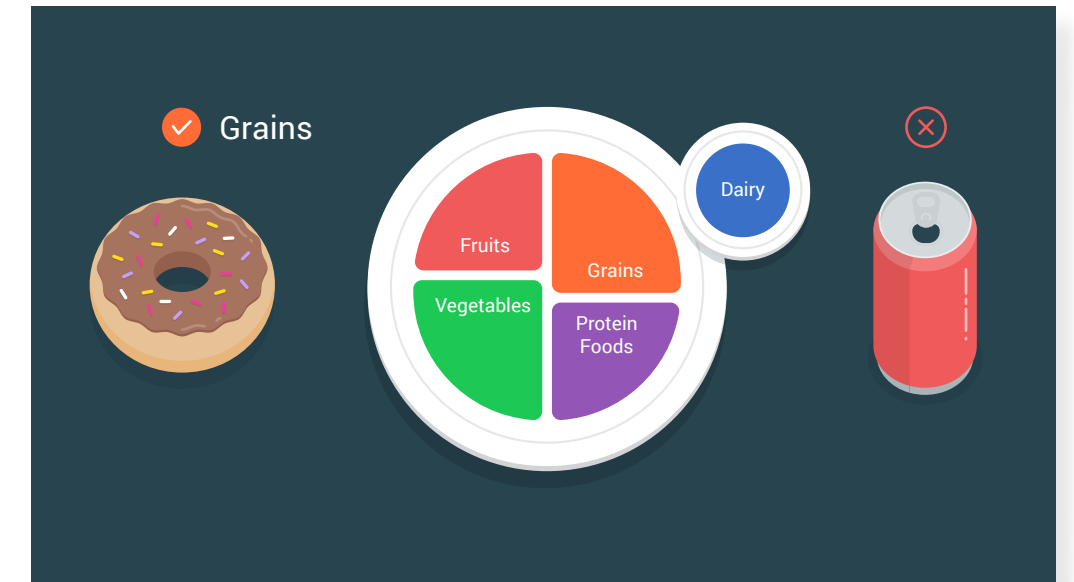 Grains
Dairy
Fruits
Grains
Vegetables
Protein
Foods